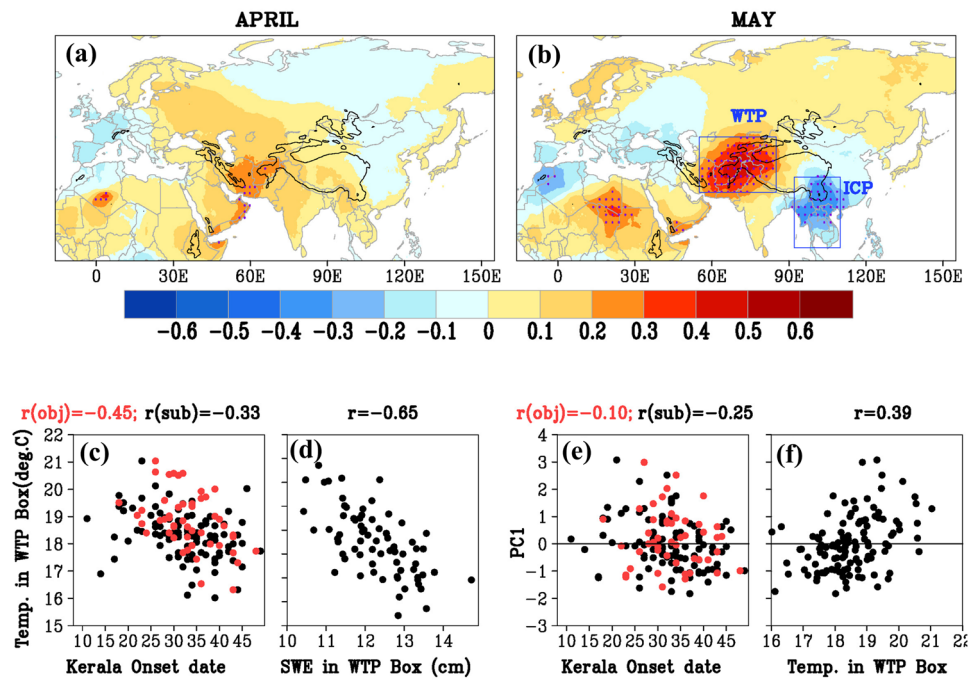 APRIL
MAY
(a)
(b)
WTP
ICP
0 30E 60E 90E 120E 150E
0 30E 60E 90E 120E 150E
-0.6 -0.5 -0.4 -0.3 -0.2 -0.1 0 0.1 0.2 0.3 0.4 0.5 0.6
r(obj)=-0.45; r(sub)=-0.33
r=-0.65
r(obj)=-0.10; r(sub)=-0.25
r=0.39
(c)
(d)
(e)
(f)
Temp. in WTP Box(deg.C)
22
21
20
19
18
17
16
15
10 15 20 25 30 35 40 45
Kerala Onset date
10 11 12 13 14
SWE in WTP Box (cm)
PC1
4
3
2
1
0
-1
-2
-3
10 15 20 25 30 35 40 45
Kerala Onset date
16 17 18 19 20 21 22
Temp. in WTP Box